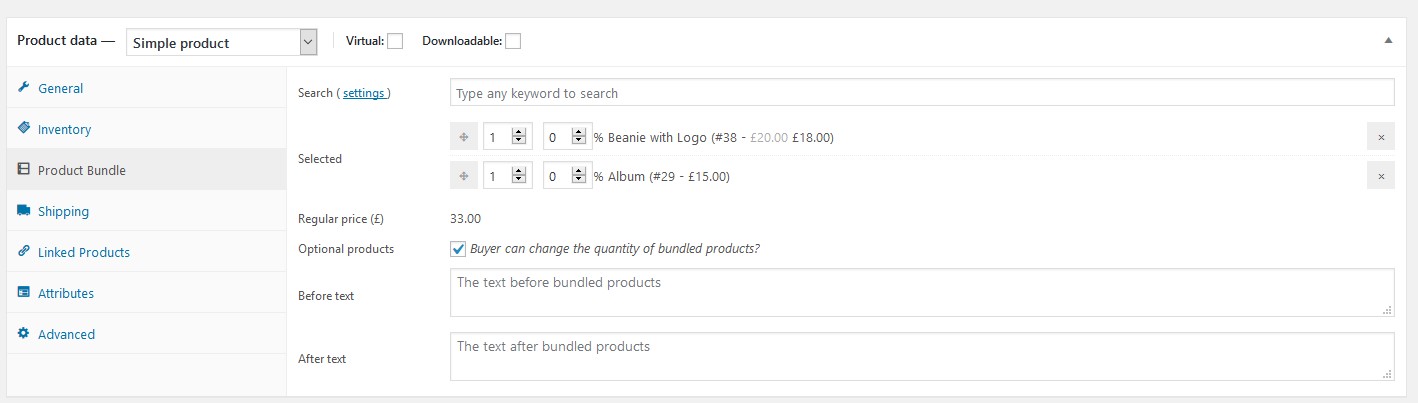 Product data — Simple product Virtual: Downloadable:
General
Inventory
Product Bundle
Shipping
Linked Products
Attributes
Advanced
Search ( settings ) Type any keyword to search
Selected
1 0 % Beanie with Logo (#38 - £20.00 £18.00) ×
1 0 % Album (#29 - £15.00) ×
Regular price (£) 33.00
Optional products Buyer can change the quantity of bundled products?
Before text The text before bundled products
After text The text after bundled products